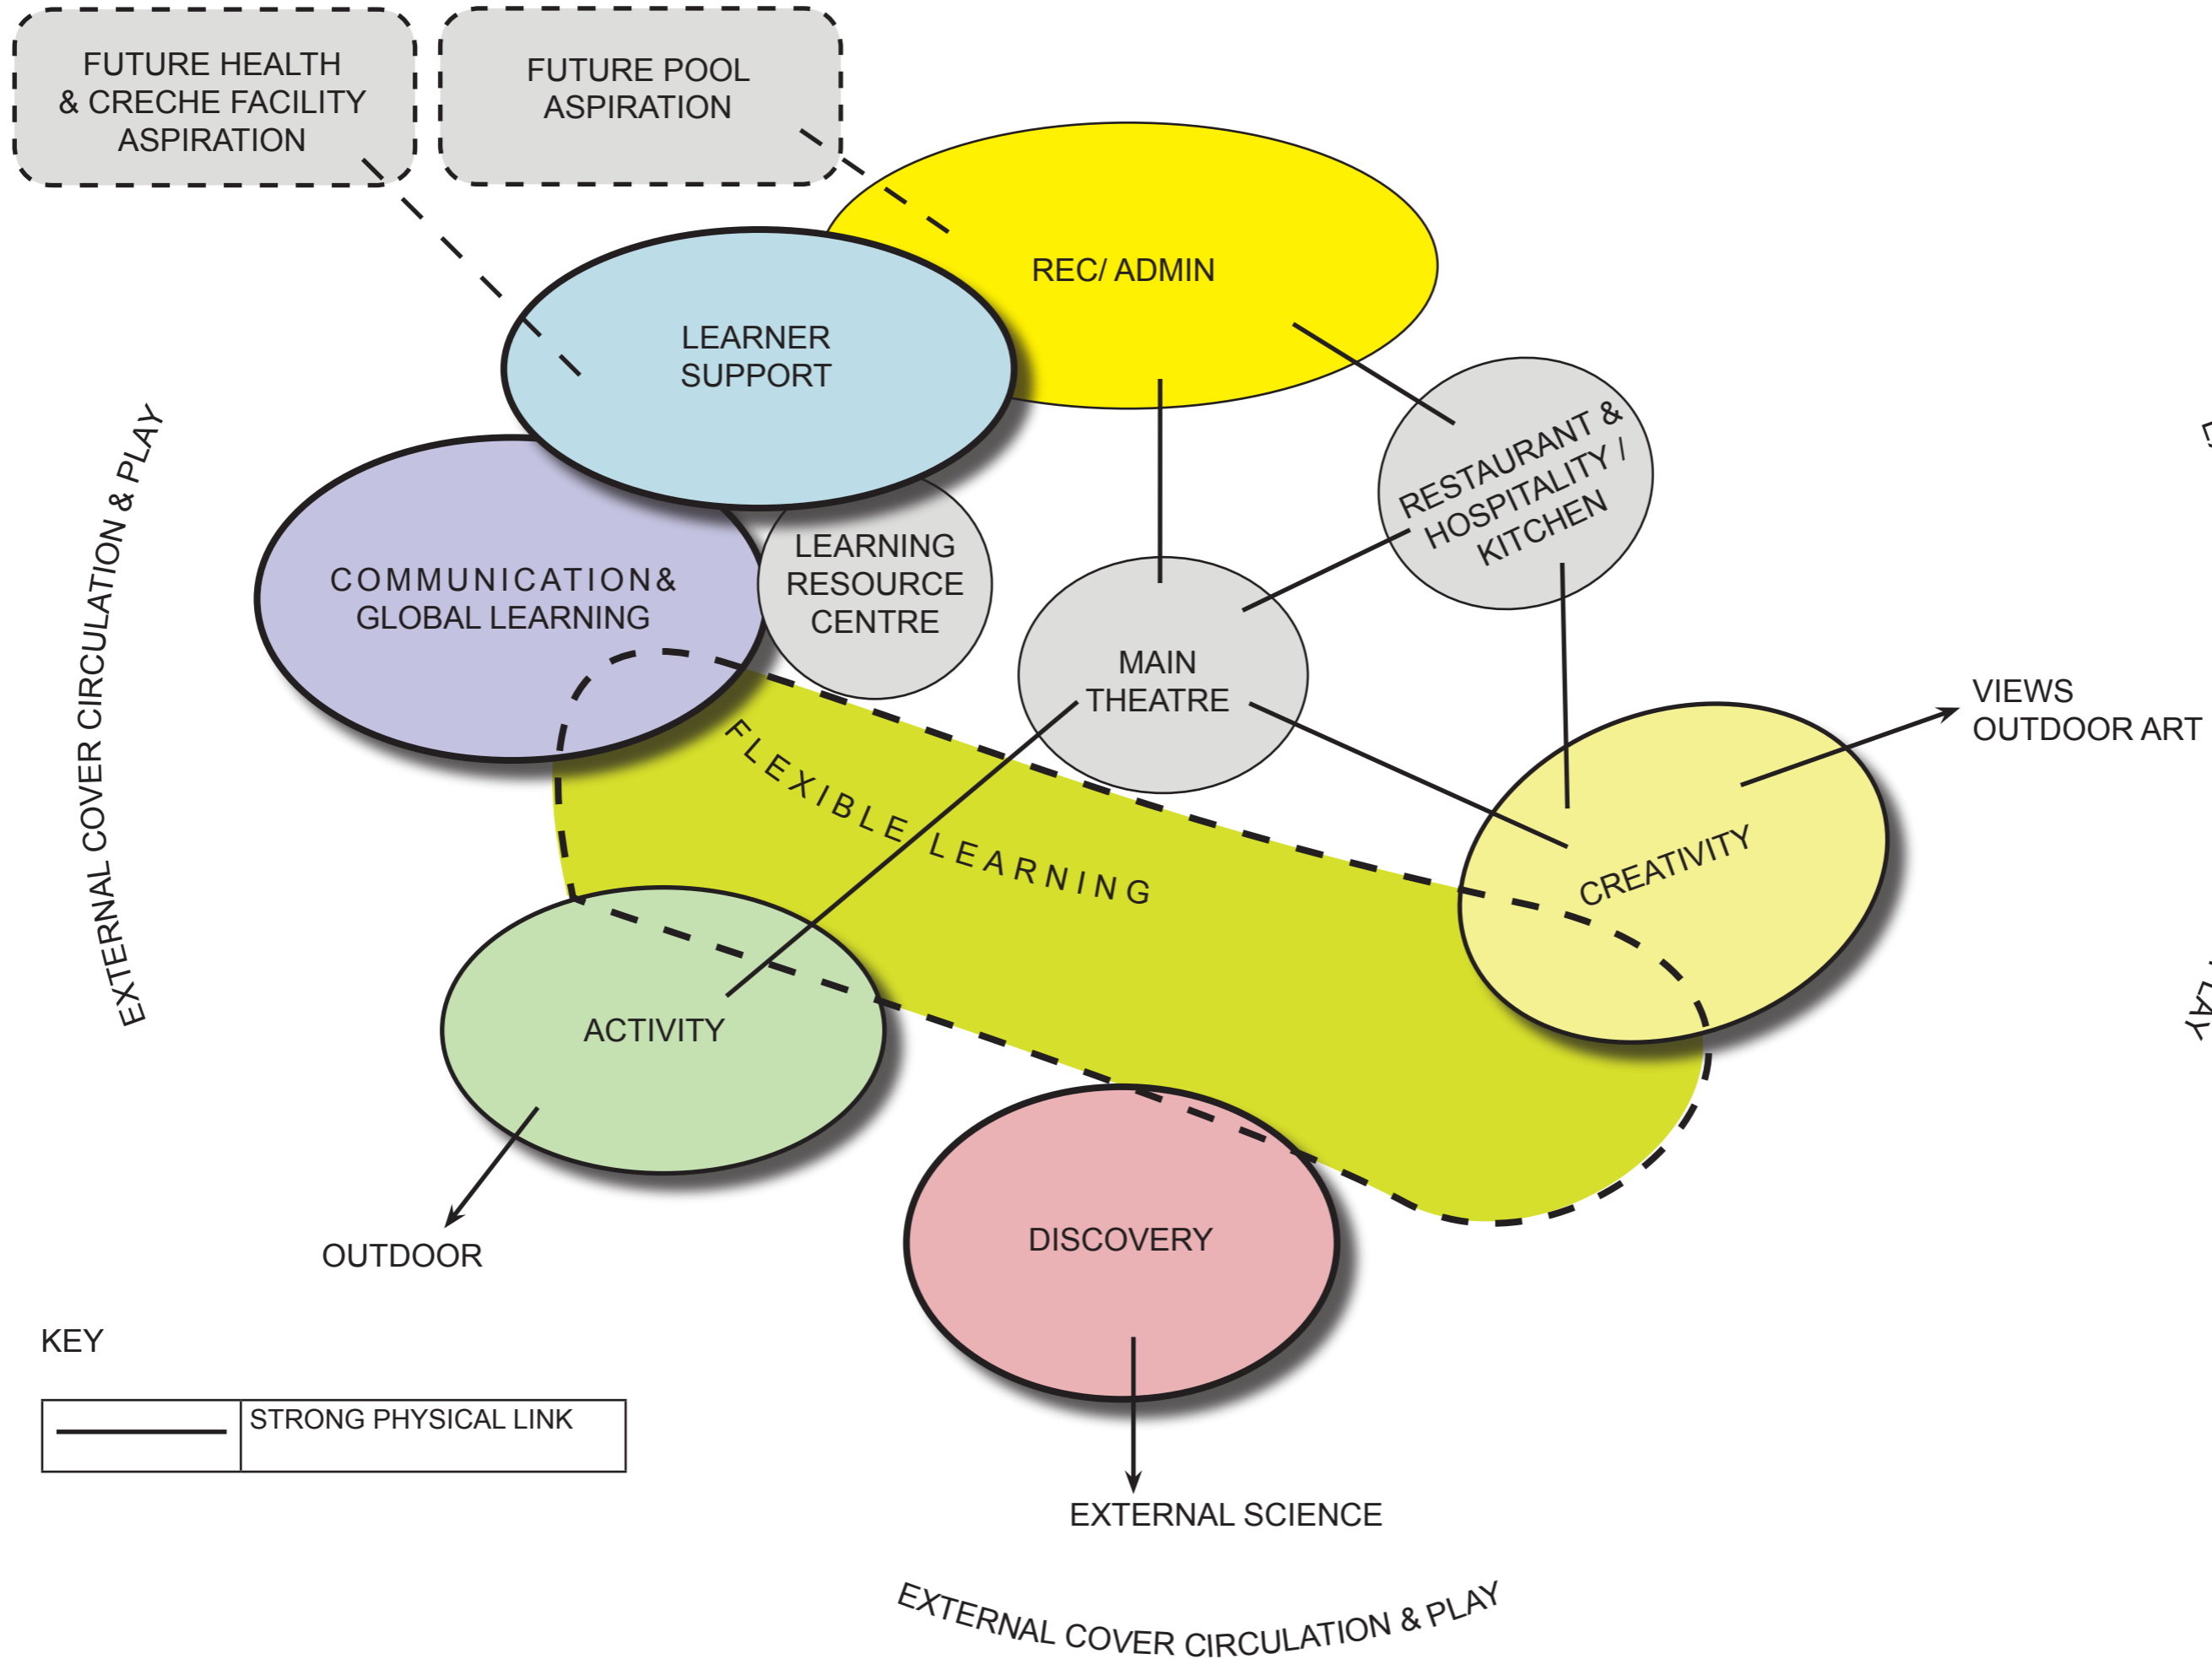 FUTURE HEALTH
& CRECHE FACILITY
ASPIRATION
FUTURE POOL
ASPIRATION
REC/ ADMIN
LEARNER
SUPPORT
RESTAURANT &
HOSPITALITY /
KITCHEN
COMMUNICATION&
GLOBAL LEARNING
LEARNING
RESOURCE
CENTRE
MAIN
THEATRE
EXTERNAL COVER CIRCULATION & PLAY
VIEWS
OUTDOOR ART
FLEXIBLE LEARNING
CREATIVITY
ACTIVITY
DISCOVERY
OUTDOOR
KEY
STRONG PHYSICAL LINK
EXTERNAL SCIENCE
EXTERNAL COVER CIRCULATION & PLAY